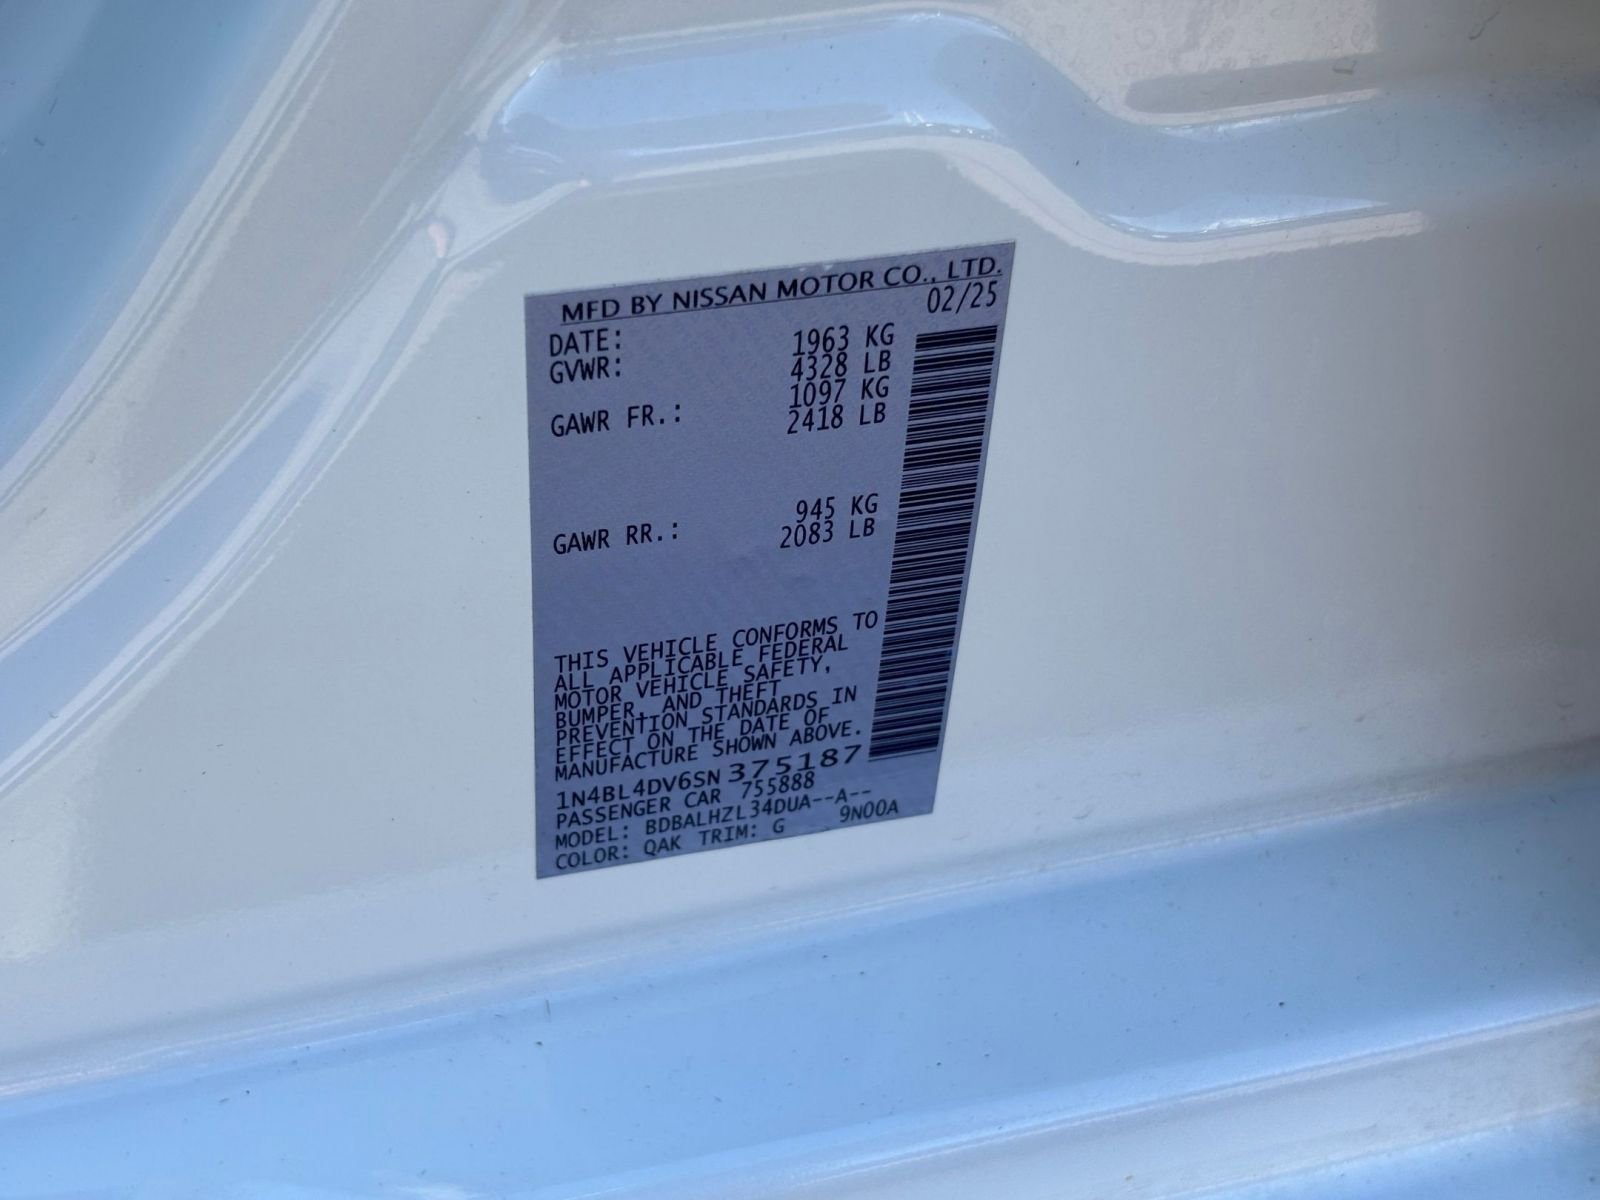 MFD BY NISSAN MOTOR CO., LTD.
DATE: 02/25
GVWR: 1963 KG
4328 LB
GAWR FR.: 1097 KG
2418 LB
GAWR RR.: 945 KG
2083 LB
THIS VEHICLE CONFORMS TO
ALL APPLICABLE FEDERAL
MOTOR VEHICLE SAFETY,
BUMPER, AND THEFT
PREVENTION STANDARDS IN
EFFECT ON THE DATE OF
MANUFACTURE SHOWN ABOVE.
1N4BL4DV6SN375187
PASSENGER CAR 755888
MODEL: BDBALHZL34DUA--A--
COLOR: QAK TRIM: G 9N00A